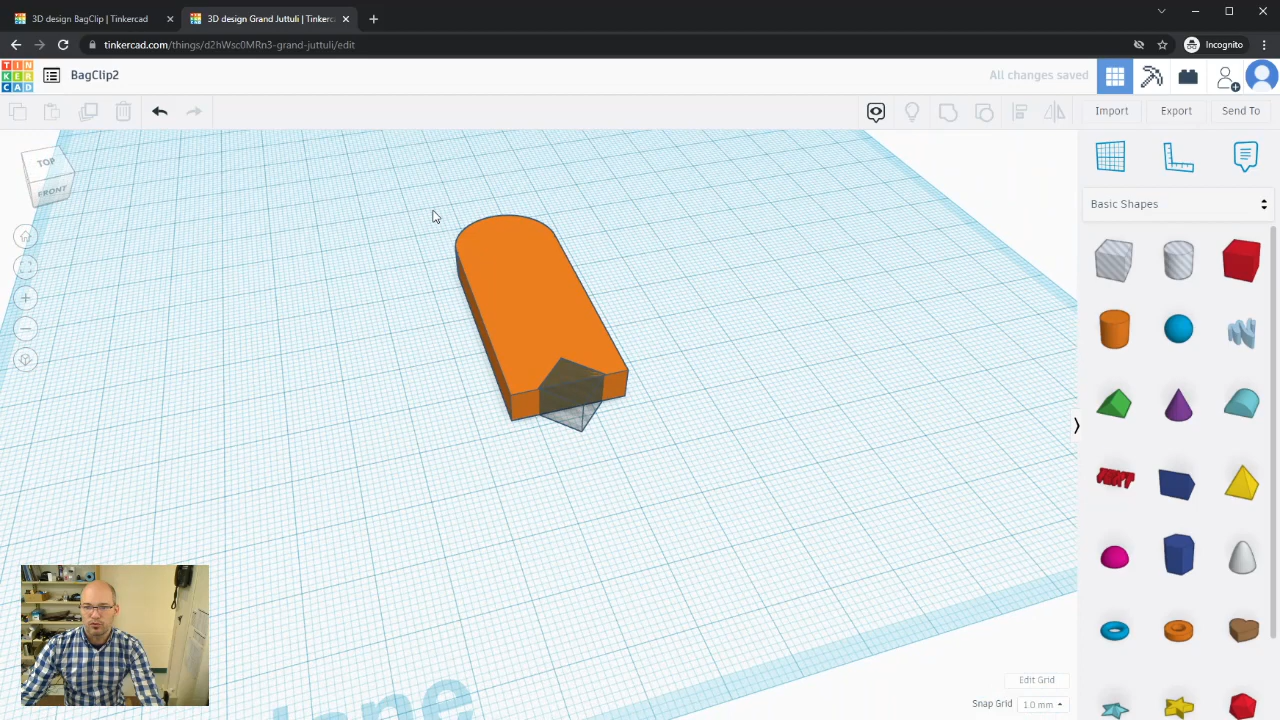 3D design BagClip | Tinkercad
3D design Grand Juttuli | Tinkerc
tinkercad.com/things/d2hWsc0MRn3-grand-juttuli/edit
Incognito
TIN
KER
CAD
BagClip2
All changes saved
Import
Export
Send To
TOP
FRONT
Basic Shapes
TEXT
Edit Grid
Snap Grid
1.0 mm